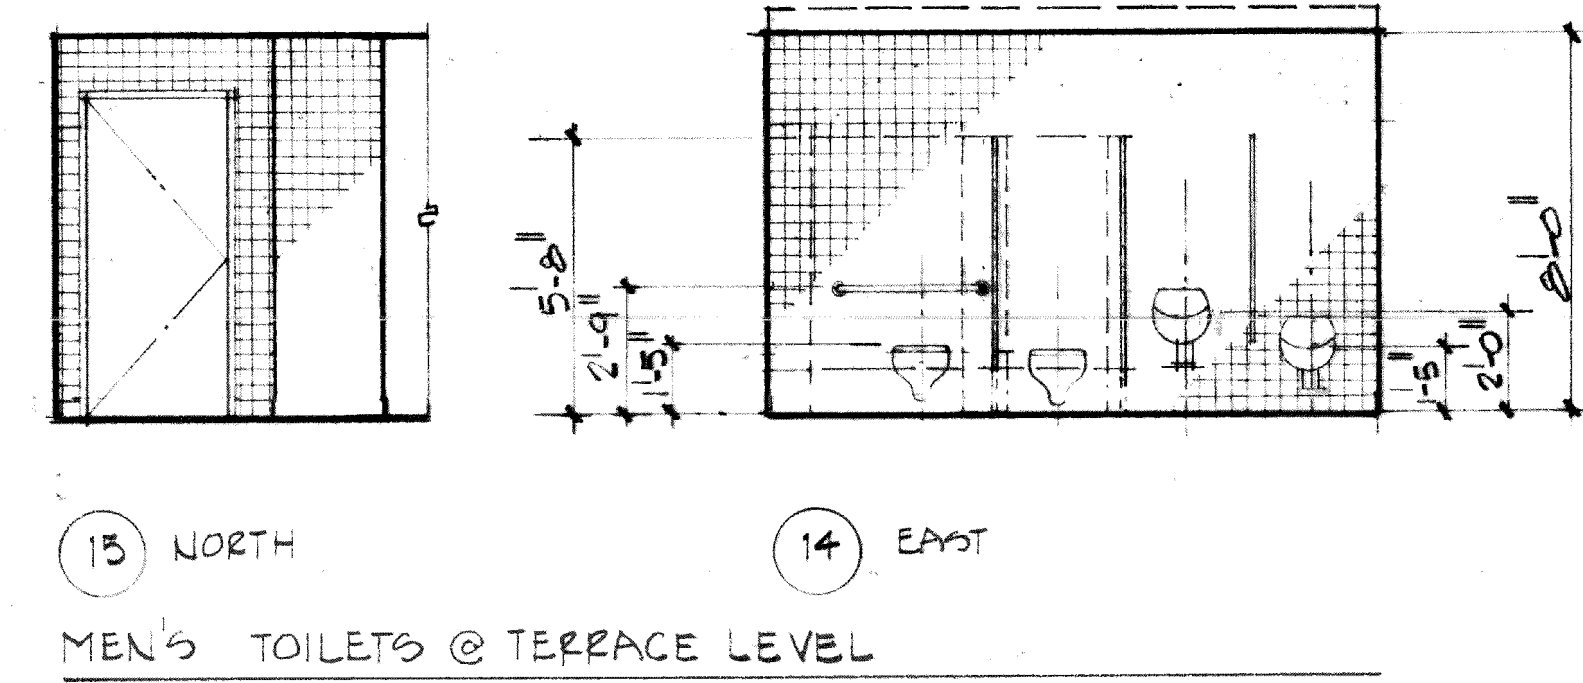 5'-8"
2'-9"
1'-5"
1'-5"
2'-0"
8'-0"
15 NORTH
14 EAST
MEN'S TOILETS @ TERRACE LEVEL